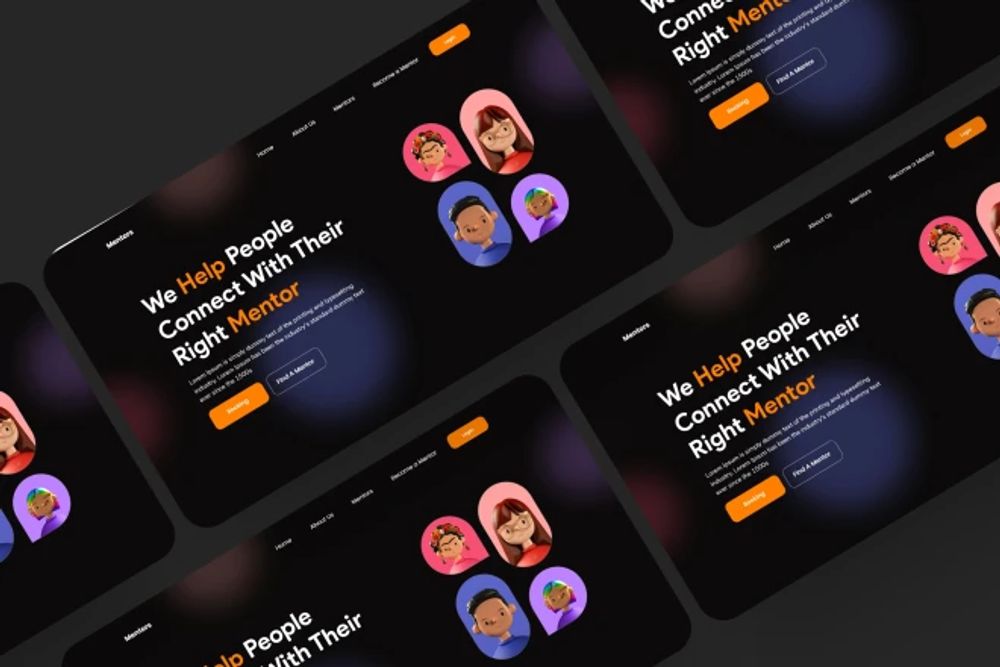 We
Connect
Right Mentor
Lorem Ipsum is simply dummy text of the printing and
industry. Lorem Ipsum has been the industry's standard
ever since the 1500s
Booking
Find A Mentor
Mentors
Home
About Us
Mentors
Become a Mentor
Login
We Help People
Connect With Their
Right Mentor
Lorem Ipsum is simply dummy text of the printing and typesetting
industry. Lorem Ipsum has been the industry's standard dummy text
ever since the 1500s
Booking
Find A Mentor
Mentors
Home
About Us
Mentors
Become a Mentor
Login
We Help People
Connect With Their
Right Mentor
Lorem Ipsum is simply dummy text of the printing and typesetting
industry. Lorem Ipsum has been the industry's standard dummy text
ever since the 1500s
Booking
Find A Mentor
Mentors
Home
About Us
Mentors
Become a Mentor
Login
Help People
With Their